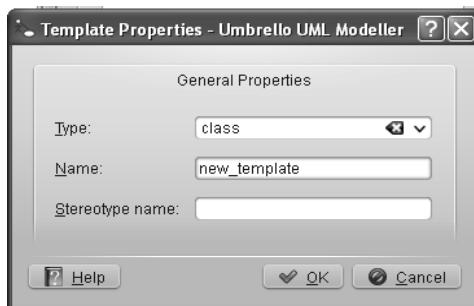 Template Properties - Umbrello UML Modeller
General Properties
Type: class
Name: new_template
Stereotype name:
Help OK Cancel